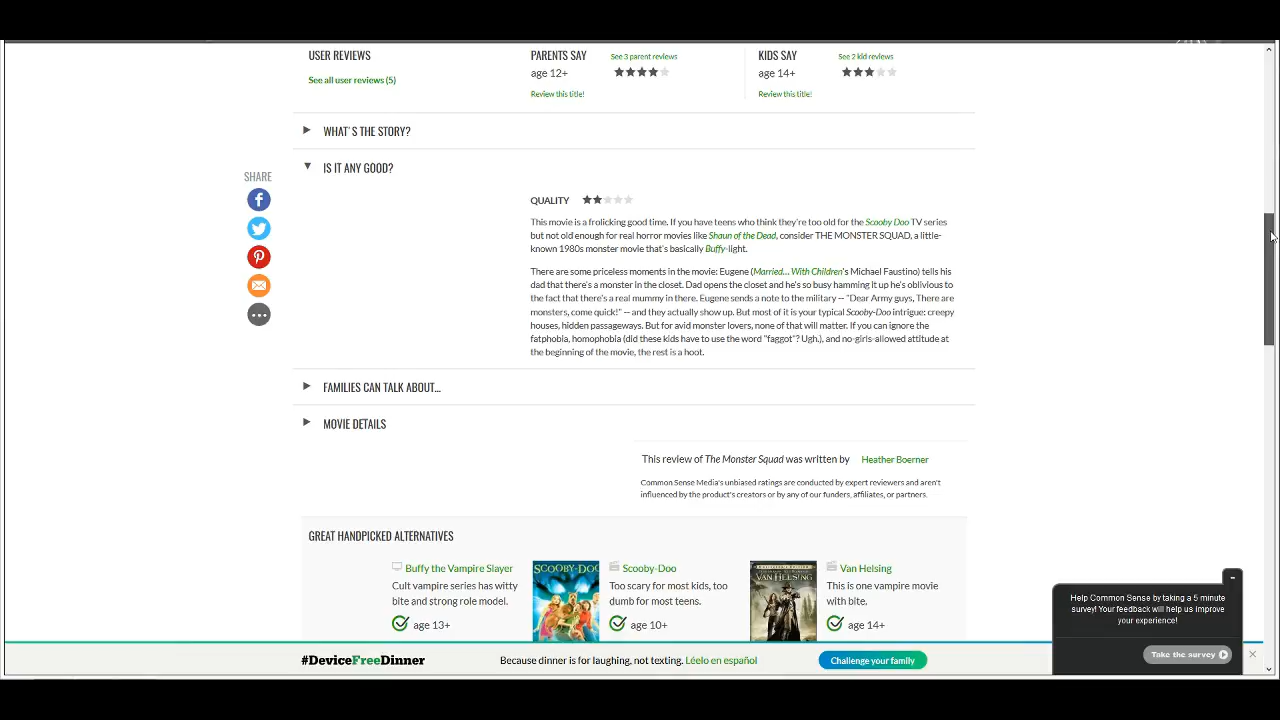 USER REVIEWS
See all user reviews (5)
PARENTS SAY
See 3 parent reviews
age 12+
Review this title!
KIDS SAY
See 2 kid reviews
age 14+
Review this title!
WHAT'S THE STORY?
IS IT ANY GOOD?
SHARE
QUALITY
This movie is a frolicking good time. If you have teens who think they're too old for the Scooby Doo TV series
but not old enough for real horror movies like Shaun of the Dead, consider THE MONSTER SQUAD, a little-
known 1980s monster movie that's basically Buffy-light.
There are some priceless moments in the movie: Eugene (Married... With Children's Michael Faustino) tells his
dad that there's a monster in the closet. Dad opens the closet and he's so busy hamming it up he's oblivious to
the fact that there's a real mummy in there. Eugene sends a note to the military -- "Dear Army guys, There are
monsters, come quick!" -- and they actually show up. But most of it is your typical Scooby-Doo intrigue: creepy
houses, hidden passageways. But for avid monster lovers, none of that will matter. If you can ignore the
fatphobia, homophobia (did these kids have to use the word "faggot"? Ugh.), and no-girls-allowed attitude at
the beginning of the movie, the rest is a hoot.
FAMILIES CAN TALK ABOUT...
MOVIE DETAILS
This review of The Monster Squad was written by Heather Boerner
Common Sense Media's unbiased ratings are conducted by expert reviewers and aren't
influenced by the product's creators or by any of our funders, affiliates, or partners.
GREAT HANDPICKED ALTERNATIVES
Buffy the Vampire Slayer
Cult vampire series has witty
bite and strong role model.
age 13+
SCOOBY-DOO
Scooby-Doo
Too scary for most kids, too
dumb for most teens.
age 10+
VAN HELSING
Van Helsing
This is one vampire movie
with bite.
age 14+
Help Common Sense by taking a 5 minute
survey! Your feedback will help us improve
your experience!
Take the survey
#DeviceFreeDinner
Because dinner is for laughing, not texting. Léelo en español
Challenge your family